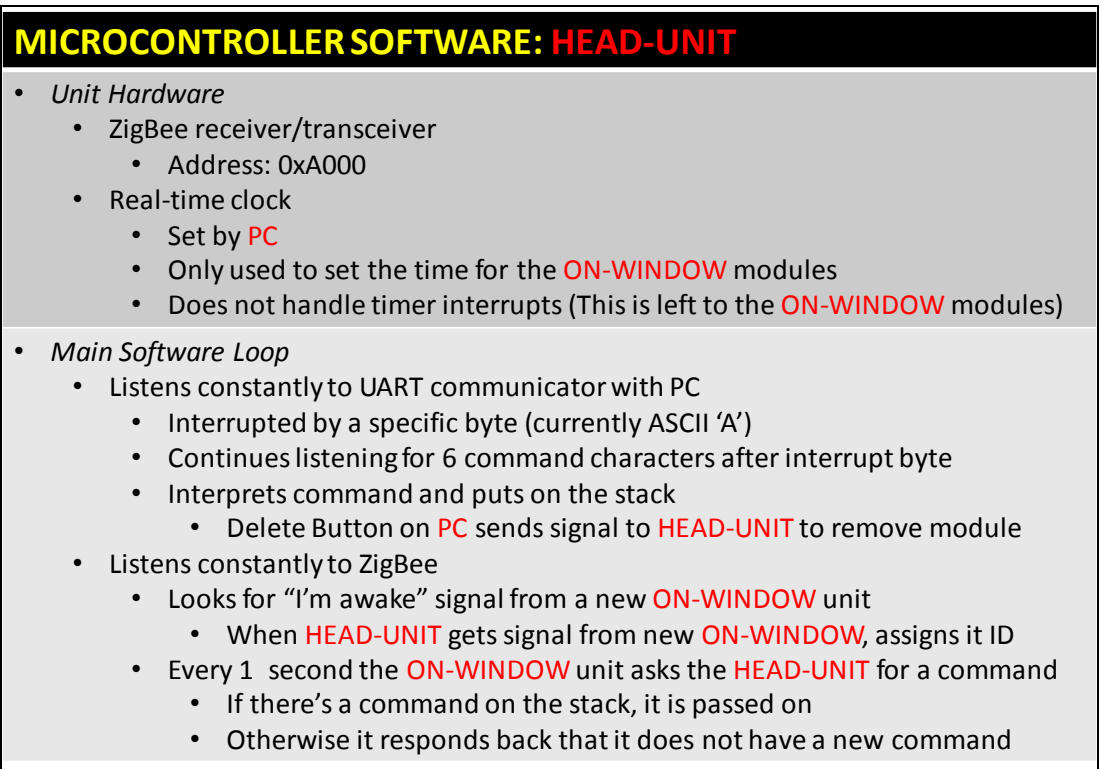 MICROCONTROLLER SOFTWARE: HEAD-UNIT
• Unit Hardware
• ZigBee receiver/transceiver
• Address: 0xA000
• Real-time clock
• Set by PC
• Only used to set the time for the ON-WINDOW modules
• Does not handle timer interrupts (This is left to the ON-WINDOW modules)
• Main Software Loop
• Listens constantly to UART communicator with PC
• Interrupted by a specific byte (currently ASCII ‘A’)
• Continues listening for 6 command characters after interrupt byte
• Interprets command and puts on the stack
• Delete Button on PC sends signal to HEAD-UNIT to remove module
• Listens constantly to ZigBee
• Looks for “I’m awake” signal from a new ON-WINDOW unit
• When HEAD-UNIT gets signal from new ON-WINDOW, assigns it ID
• Every 1 second the ON-WINDOW unit asks the HEAD-UNIT for a command
• If there’s a command on the stack, it is passed on
• Otherwise it responds back that it does not have a new command